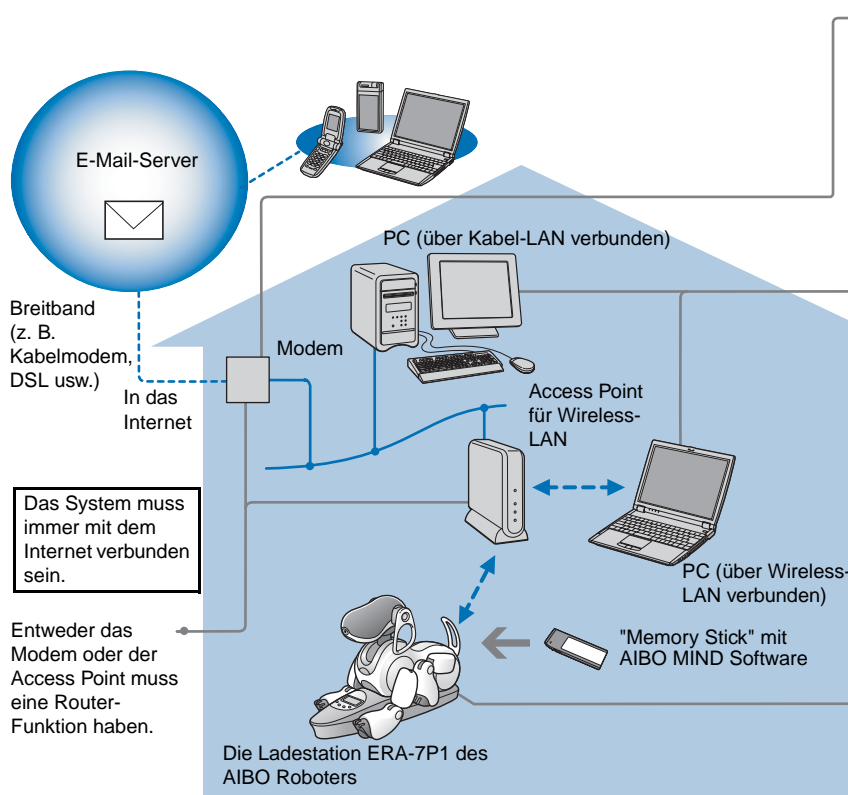 E-Mail-Server
PC (über Kabel-LAN verbunden)
Breitband
(z. B.
Kabelmodem,
DSL usw.)
Modem
In das
Internet
Access Point
für Wireless-
LAN
Das System muss
immer mit dem
Internet verbunden
sein.
PC (über Wireless-
LAN verbunden)
Entweder das
Modem oder der
Access Point muss
eine Router-
Funktion haben.
"Memory Stick" mit
AIBO MIND Software
Die Ladestation ERA-7P1 des
AIBO Roboters